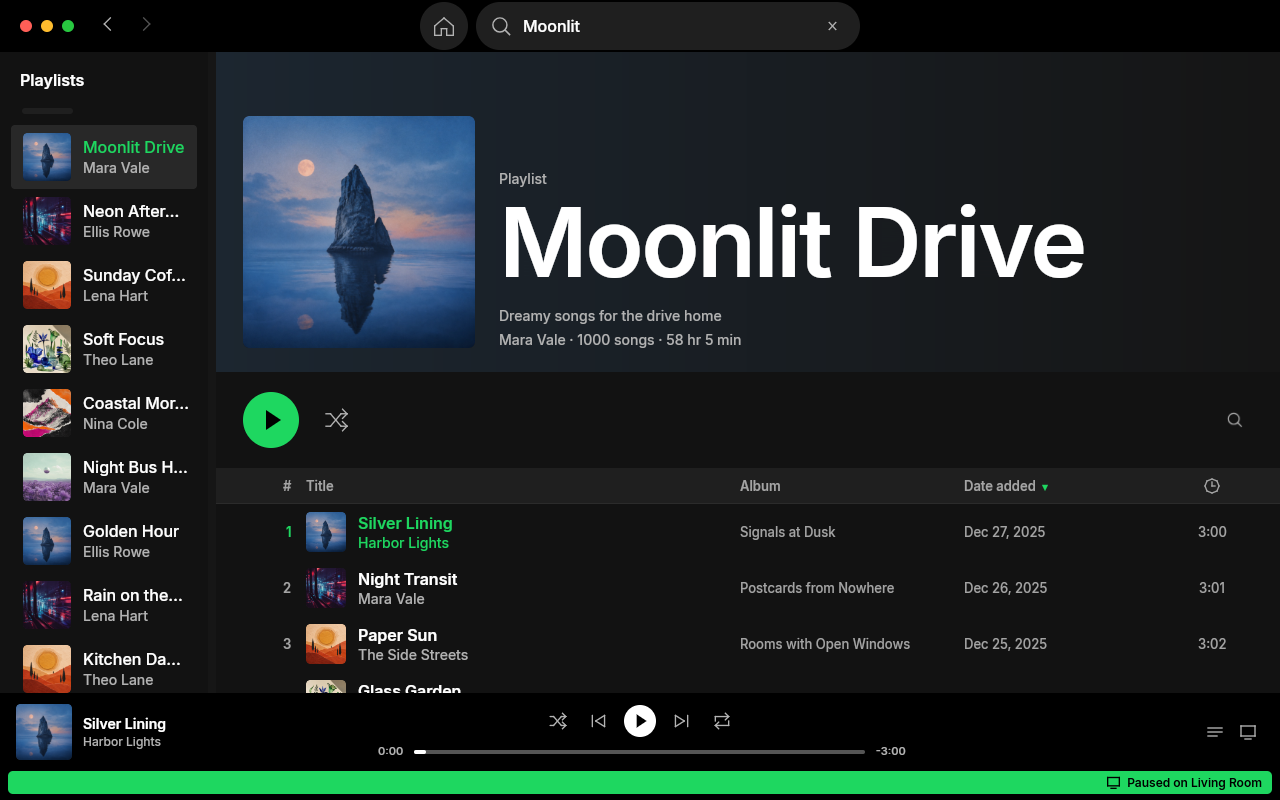 Moonlit
Playlists
Moonlit Drive
Mara Vale
Neon After...
Ellis Rowe
Sunday Cof...
Lena Hart
Soft Focus
Theo Lane
Coastal Mor...
Nina Cole
Night Bus H...
Mara Vale
Golden Hour
Ellis Rowe
Rain on the...
Lena Hart
Kitchen Da...
Theo Lane
Playlist
Moonlit Drive
Dreamy songs for the drive home
Mara Vale · 1000 songs · 58 hr 5 min
# Title Album Date added
1 Silver Lining Signals at Dusk Dec 27, 2025 3:00
Harbor Lights
2 Night Transit Postcards from Nowhere Dec 26, 2025 3:01
Mara Vale
3 Paper Sun Rooms with Open Windows Dec 25, 2025 3:02
The Side Streets
Glass Garden
Silver Lining
Harbor Lights
0:00 -3:00
Paused on Living Room